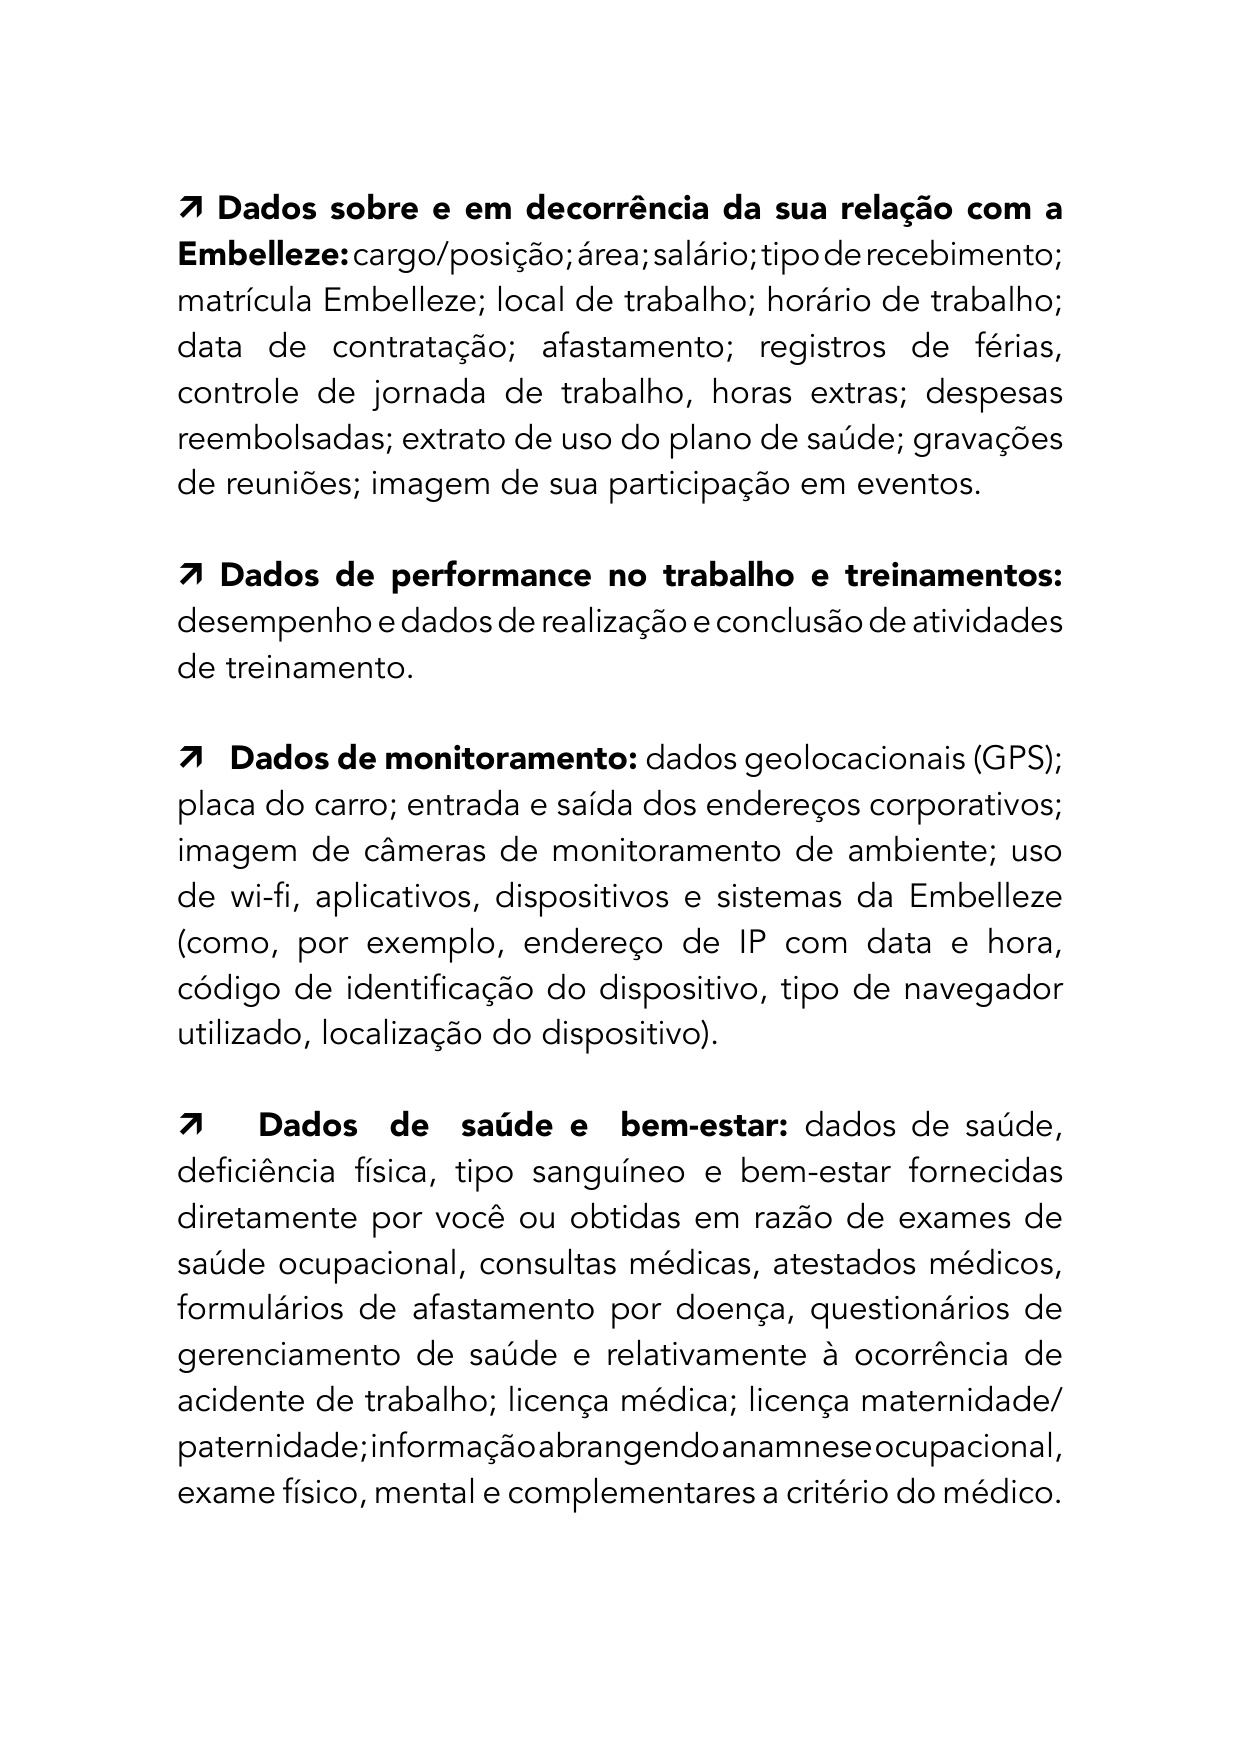 ↗ Dados sobre e em decorrência da sua relação com a
Embelleze: cargo/posição; área; salário; tipo de recebimento;
matrícula Embelleze; local de trabalho; horário de trabalho;
data de contratação; afastamento; registros de férias,
controle de jornada de trabalho, horas extras; despesas
reembolsadas; extrato de uso do plano de saúde; gravações
de reuniões; imagem de sua participação em eventos.
↗ Dados de performance no trabalho e treinamentos:
desempenho e dados de realização e conclusão de atividades
de treinamento.
↗ Dados de monitoramento: dados geolocacionais (GPS);
placa do carro; entrada e saída dos endereços corporativos;
imagem de câmeras de monitoramento de ambiente; uso
de wi-fi, aplicativos, dispositivos e sistemas da Embelleze
(como, por exemplo, endereço de IP com data e hora,
código de identificação do dispositivo, tipo de navegador
utilizado, localização do dispositivo).
↗ Dados de saúde e bem-estar: dados de saúde,
deficiência física, tipo sanguíneo e bem-estar fornecidas
diretamente por você ou obtidas em razão de exames de
saúde ocupacional, consultas médicas, atestados médicos,
formulários de afastamento por doença, questionários de
gerenciamento de saúde e relativamente à ocorrência de
acidente de trabalho; licença médica; licença maternidade/
paternidade; informação abrangendo anamnese ocupacional,
exame físico, mental e complementares a critério do médico.